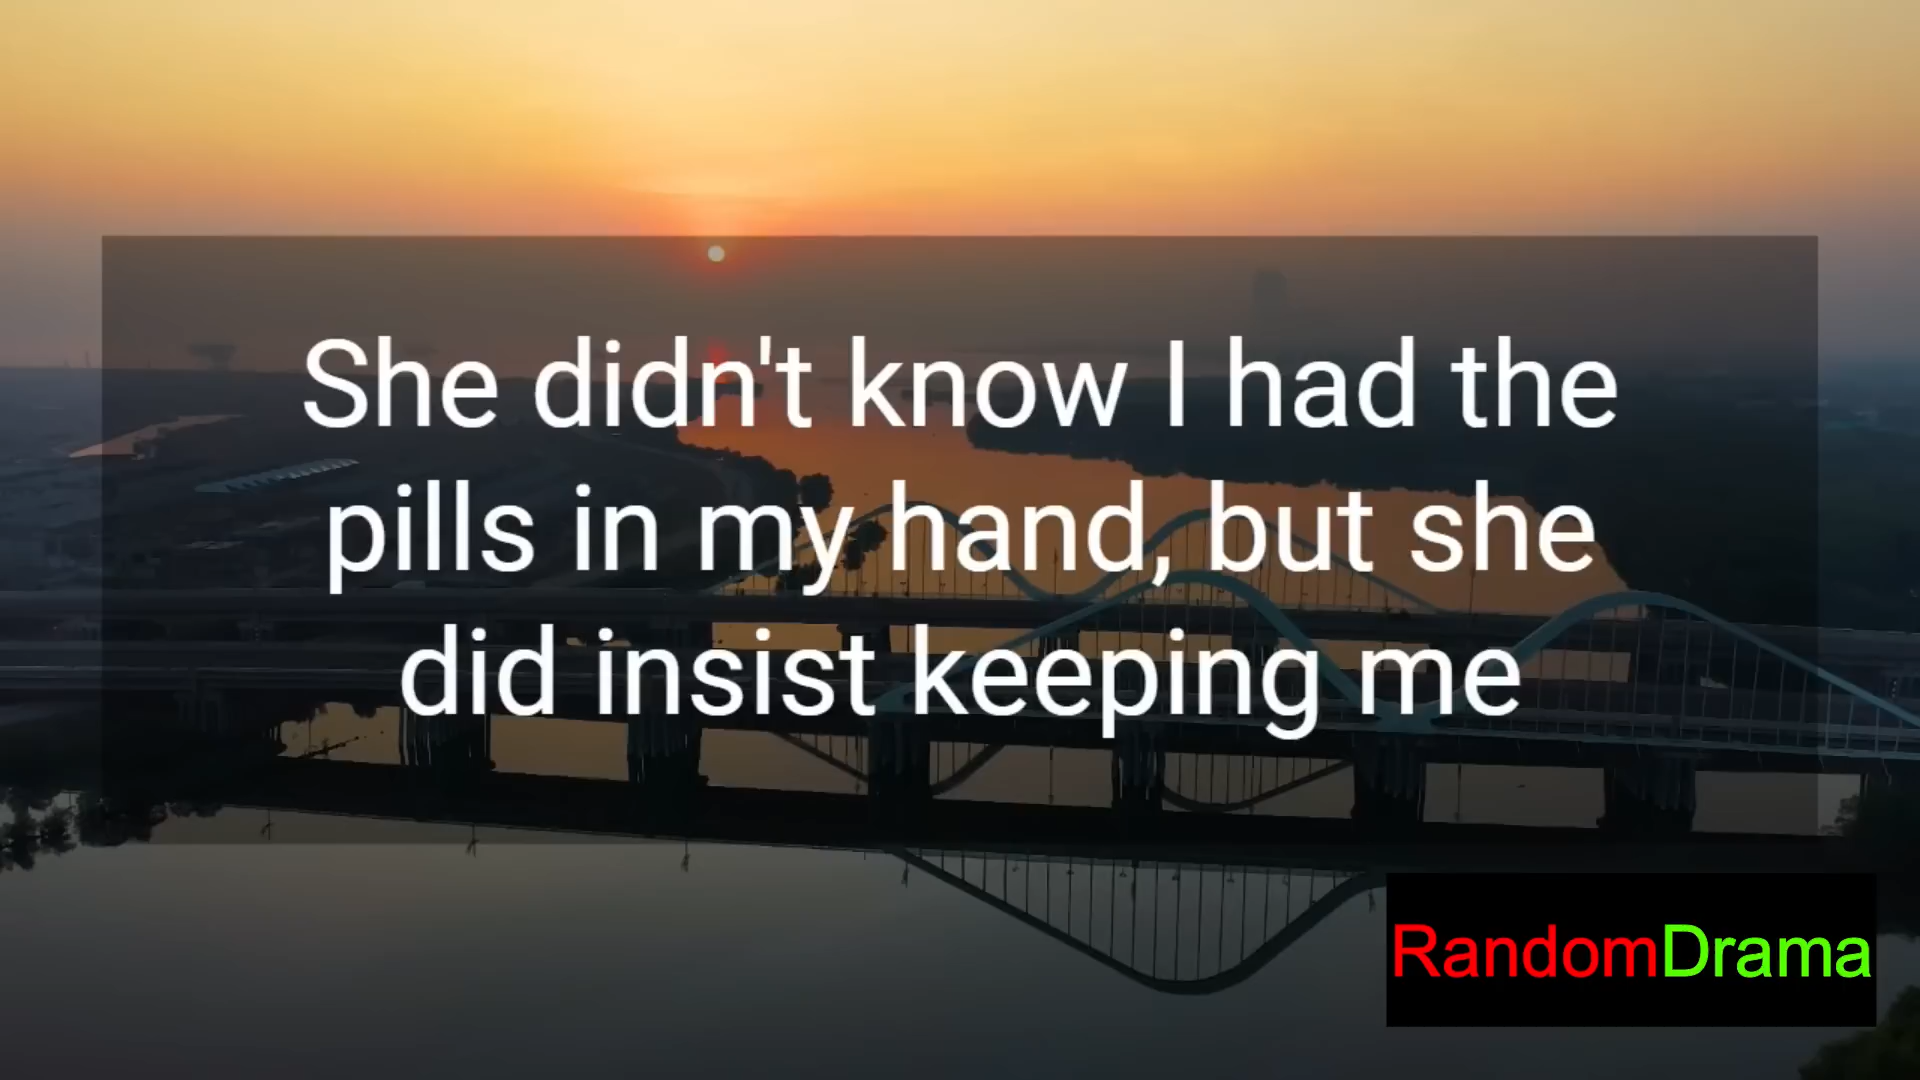 She didn't know I had the
pills in my hand, but she
did insist keeping me
RandomDrama